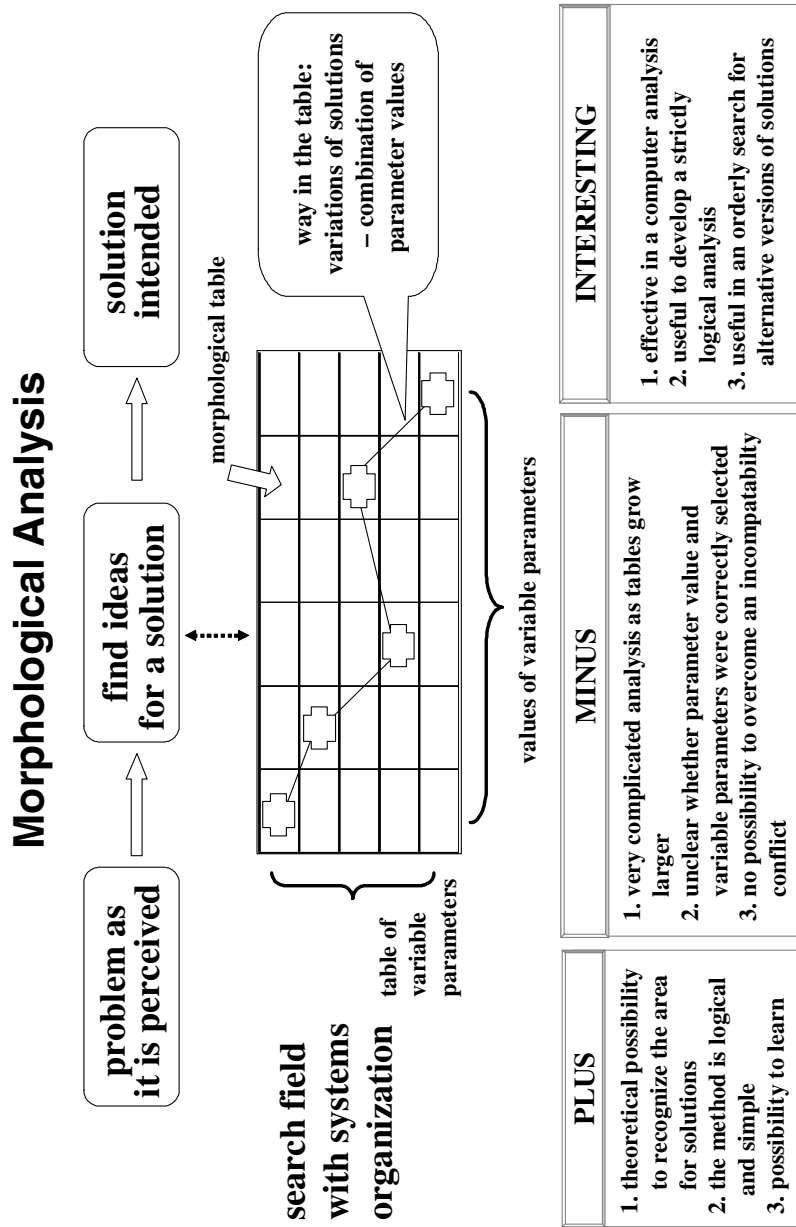 Morphological Analysis
problem as
it is perceived
find ideas
for a solution
solution
intended
search field
with systems
organization
table of
variable
parameters
morphological table
way in the table:
variations of solutions
– combination of
parameter values
values of variable parameters
PLUS
1. theoretical possibility
to recognize the area
for solutions
2. the method is logical
and simple
3. possibility to learn
MINUS
1. very complicated analysis as tables grow
larger
2. unclear whether parameter value and
variable parameters were correctly selected
3. no possibility to overcome an incompatabilty
conflict
INTERESTING
1. effective in a computer analysis
2. useful to develop a strictly
logical analysis
3. useful in an orderly search for
alternative versions of solutions